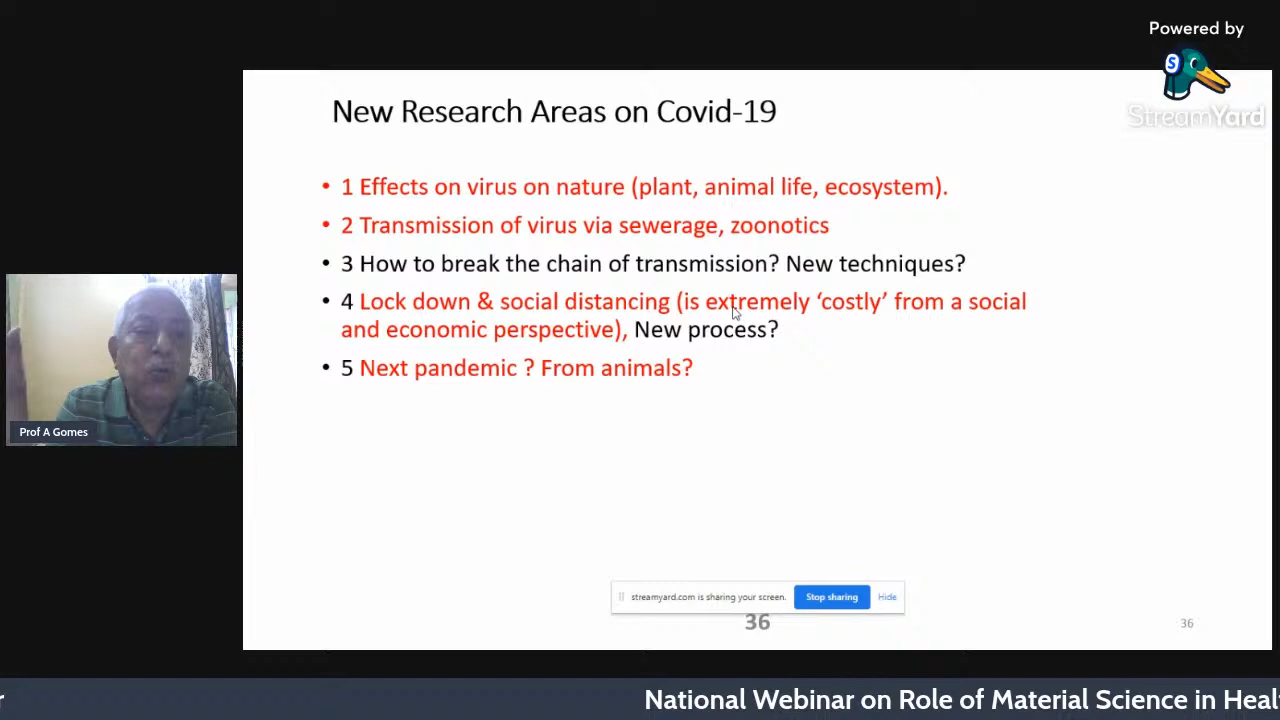 Powered by
S
StreamYard
New Research Areas on Covid-19
• 1 Effects on virus on nature (plant, animal life, ecosystem).
• 2 Transmission of virus via sewerage, zoonotics
• 3 How to break the chain of transmission? New techniques?
• 4 Lock down & social distancing (is extremely ‘costly’ from a social
and economic perspective), New process?
• 5 Next pandemic ? From animals?
Prof A Gomes
streamyard.com is sharing your screen. Stop sharing Hide
36
36
r National Webinar on Role of Material Science in Heal